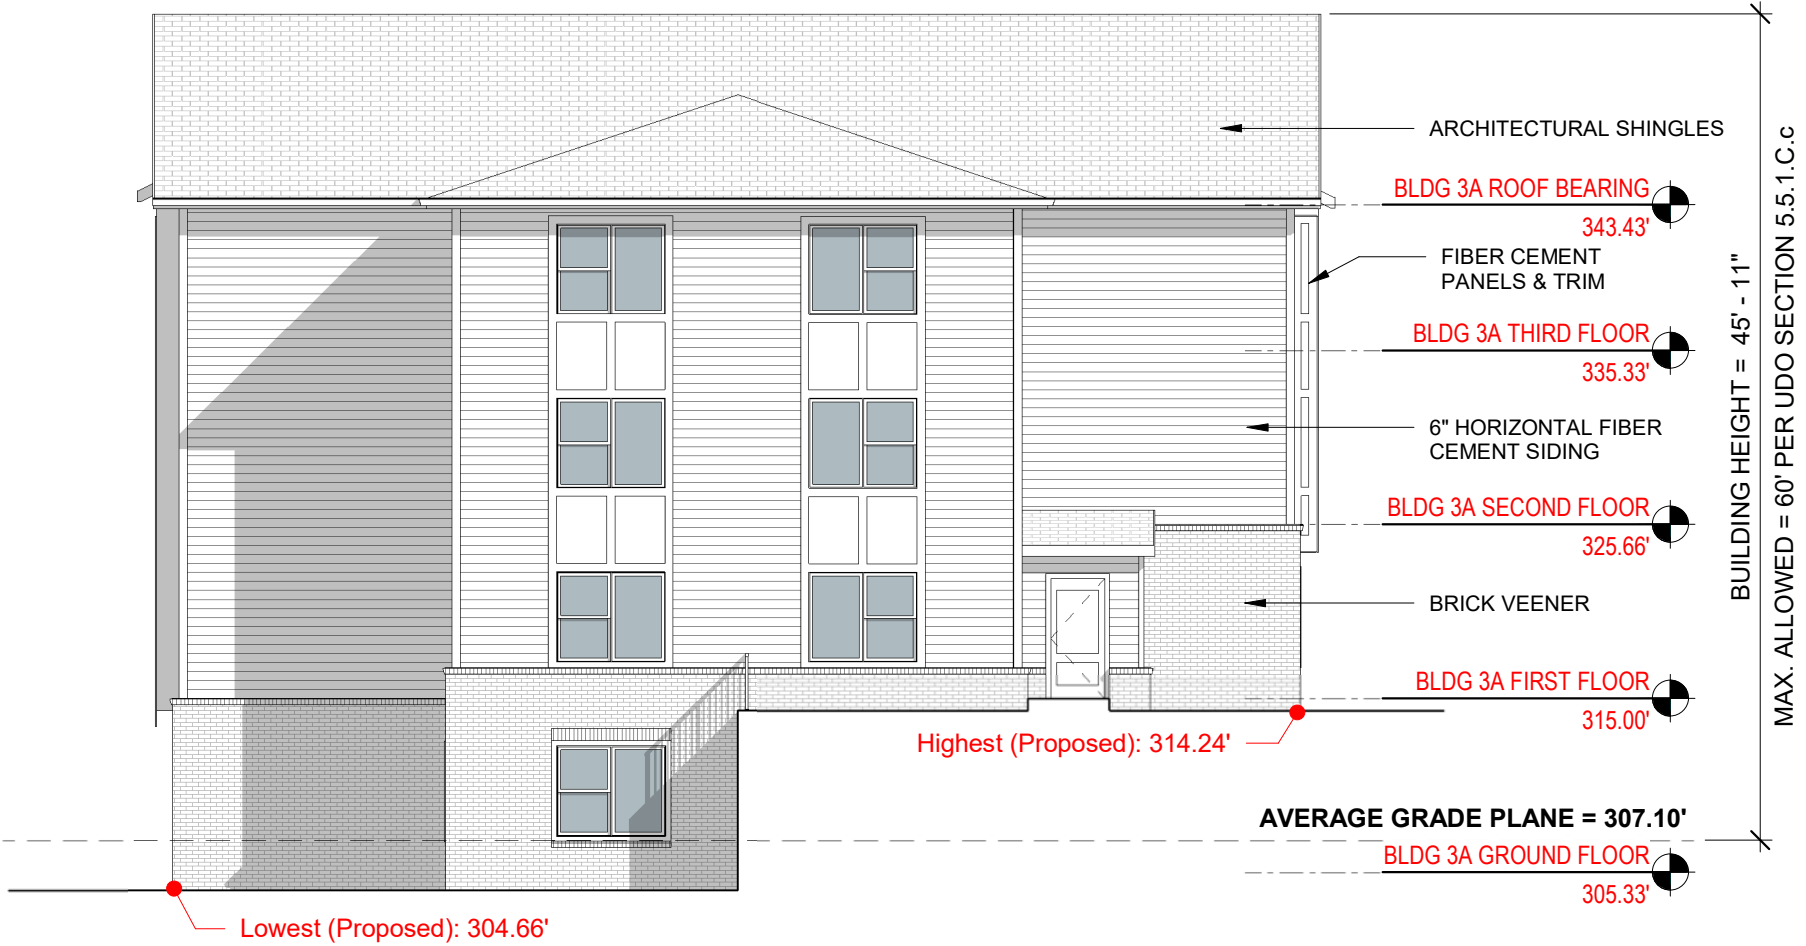 ARCHITECTURAL SHINGLES
BLDG 3A ROOF BEARING
343.43'
FIBER CEMENT
PANELS & TRIM
BLDG 3A THIRD FLOOR
335.33'
6" HORIZONTAL FIBER
CEMENT SIDING
BLDG 3A SECOND FLOOR
325.66'
BRICK VEENER
BLDG 3A FIRST FLOOR
315.00'
Highest (Proposed): 314.24'
AVERAGE GRADE PLANE = 307.10'
BLDG 3A GROUND FLOOR
305.33'
Lowest (Proposed): 304.66'
BUILDING HEIGHT = 45' - 11"
MAX. ALLOWED = 60' PER UDO SECTION 5.5.1.C.c